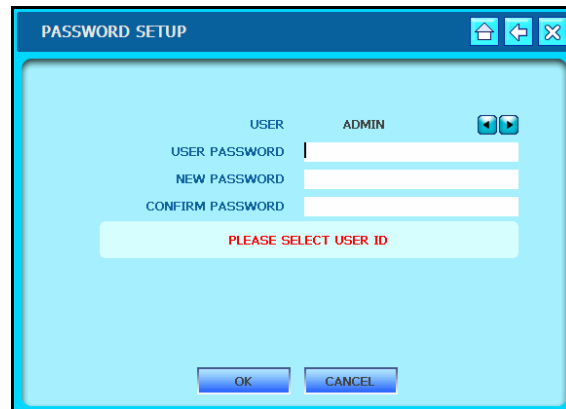 PASSWORD SETUP
USER ADMIN
USER PASSWORD
NEW PASSWORD
CONFIRM PASSWORD
PLEASE SELECT USER ID
OK CANCEL